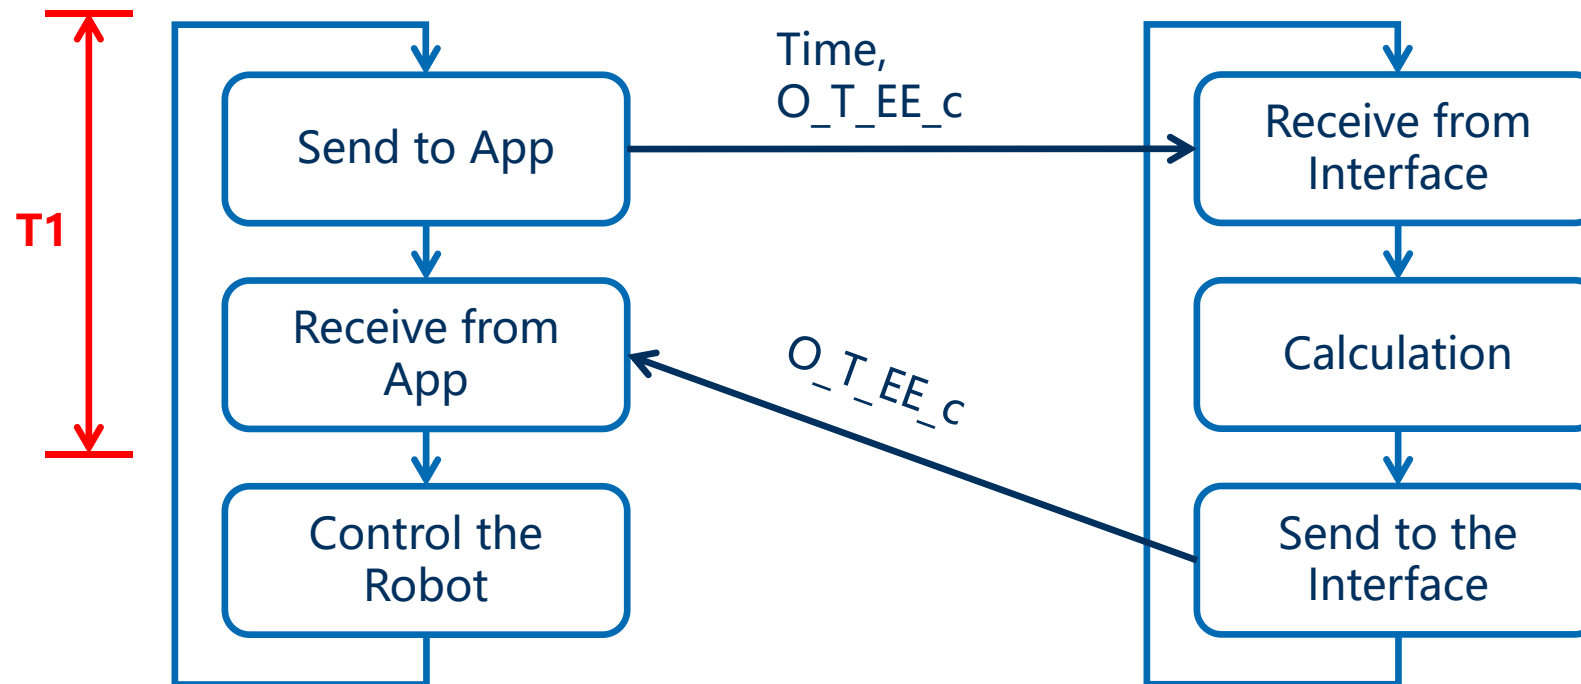 T1
Send to App
Receive from
App
Control the
Robot
Time,
O_T_EE_c
O_T_EE_c
Receive from
Interface
Calculation
Send to the
Interface